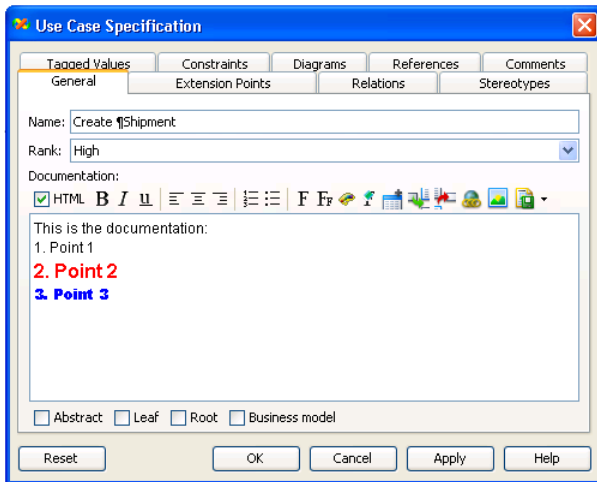 Use Case Specification
Tagged Values Constraints Diagrams References Comments
General Extension Points Relations Stereotypes
Name: Create ¶Shipment
Rank: High
Documentation:
HTML B I u F FF
This is the documentation:
1. Point 1
2. Point 2
3. Point 3
Abstract Leaf Root Business model
Reset OK Cancel Apply Help